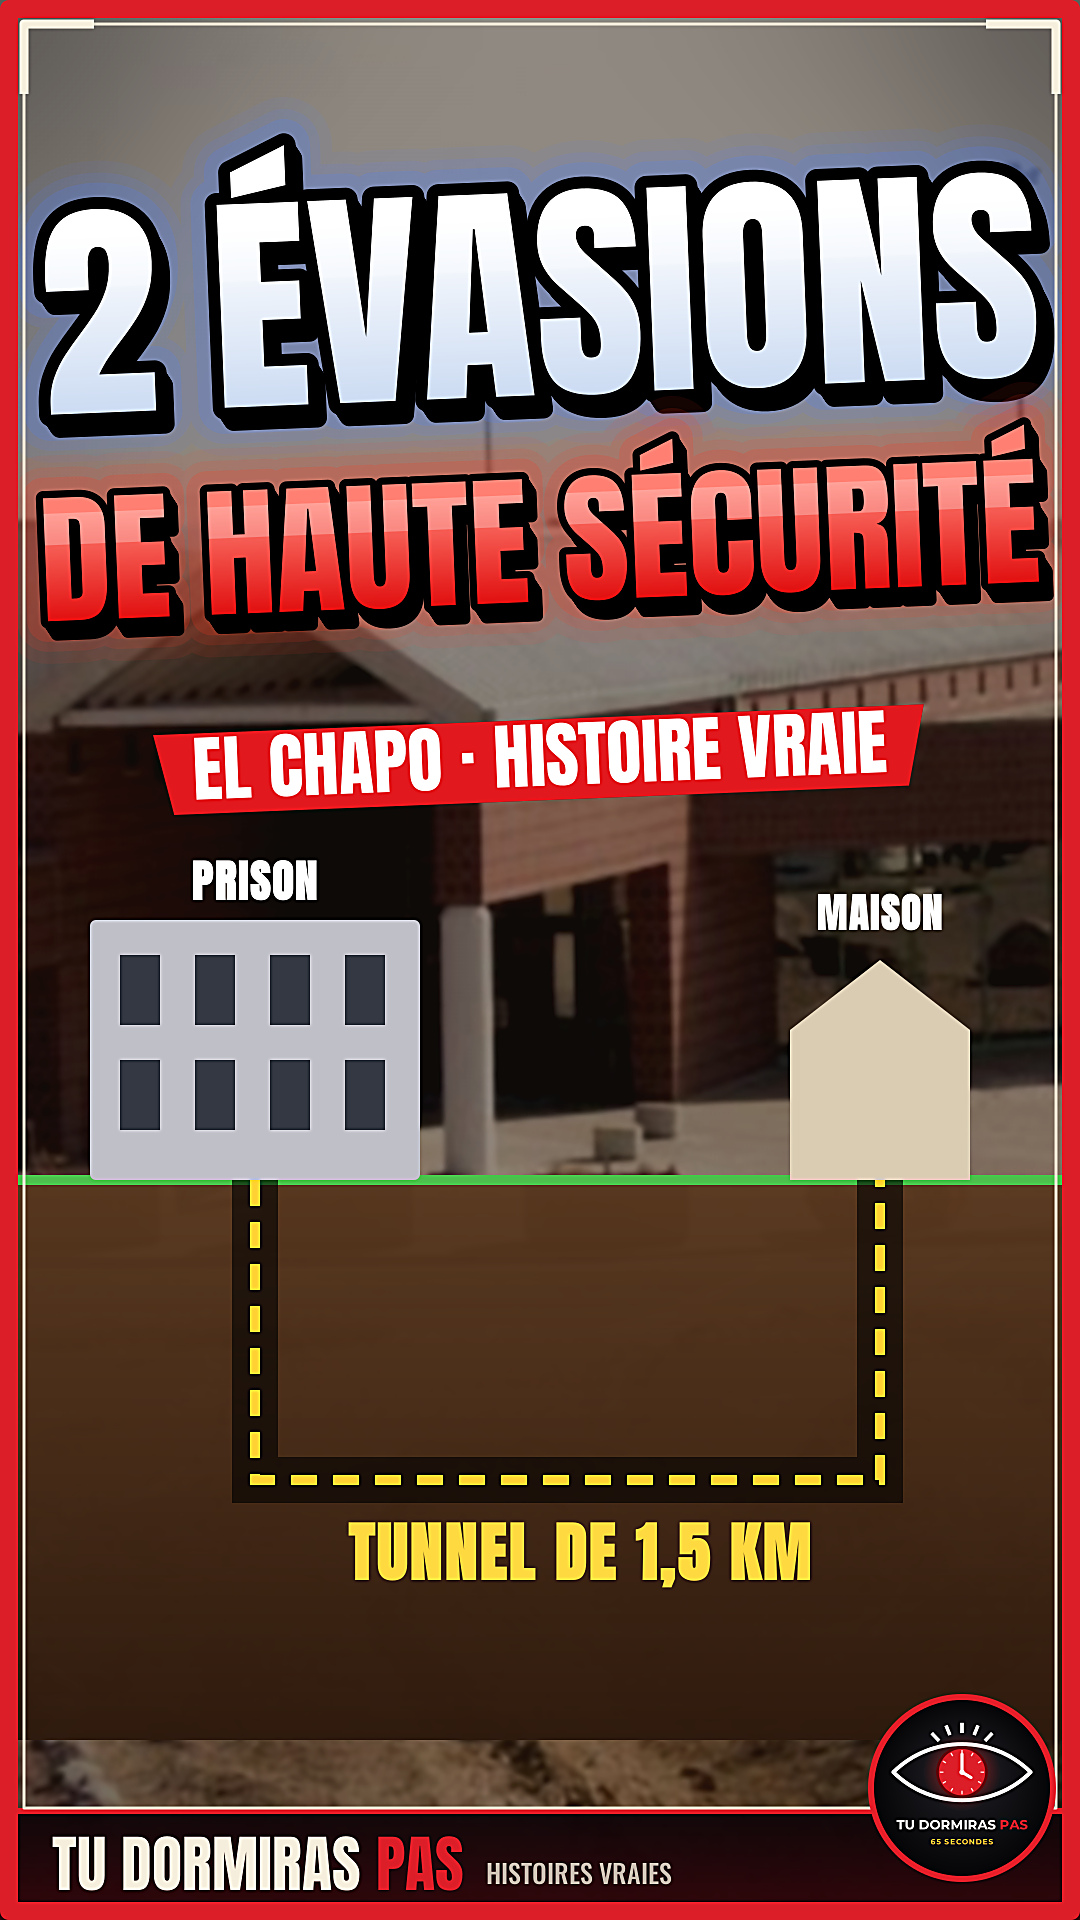 2 ÉVASIONS
DE HAUTE SÉCURITÉ
EL CHAPO · HISTOIRE VRAIE
PRISON
MAISON
TUNNEL DE 1,5 KM
TU DORMIRAS PAS
65 SECONDES
TU DORMIRAS PAS HISTOIRES VRAIES